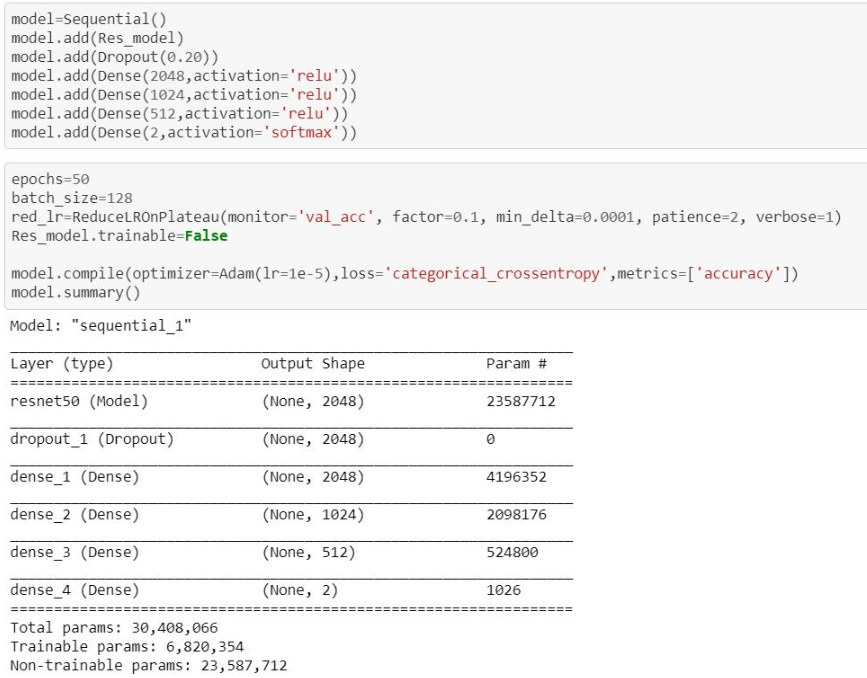 model=Sequential()
model.add(Res_model)
model.add(Dropout(0.20))
model.add(Dense(2048,activation='relu'))
model.add(Dense(1024,activation='relu'))
model.add(Dense(512,activation='relu'))
model.add(Dense(2,activation='softmax'))
epochs=50
batch_size=128
red_lr=ReduceLROnPlateau(monitor='val_acc', factor=0.1, min_delta=0.0001, patience=2, verbose=1)
Res_model.trainable=False
model.compile(optimizer=Adam(lr=1e-5),loss='categorical_crossentropy',metrics=['accuracy'])
model.summary()
Model: "sequential_1"
Layer (type) Output Shape Param #
resnet50 (Model) (None, 2048) 23587712
dropout_1 (Dropout) (None, 2048) 0
dense_1 (Dense) (None, 2048) 4196352
dense_2 (Dense) (None, 1024) 2098176
dense_3 (Dense) (None, 512) 524800
dense_4 (Dense) (None, 2) 1026
Total params: 30,408,066
Trainable params: 6,820,354
Non-trainable params: 23,587,712